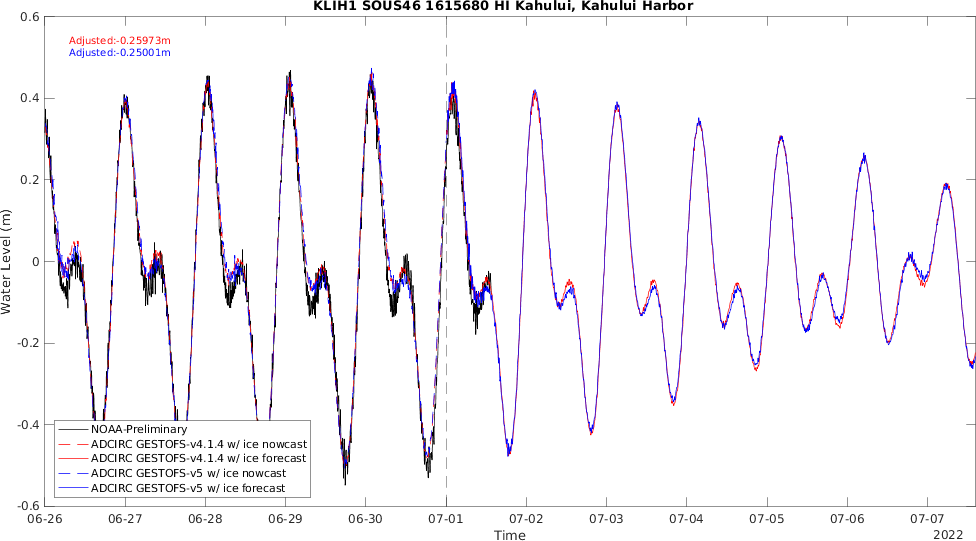 KLIH1 SOUS46 1615680 HI Kahului, Kahului Harbor
0.6
Adjusted:-0.25973m
Adjusted:-0.25001m
0.4
0.2
0
-0.2
-0.4
-0.6
Water Level (m)
NOAA-Preliminary
ADCIRC GESTOFS-v4.1.4 w/ ice nowcast
ADCIRC GESTOFS-v4.1.4 w/ ice forecast
ADCIRC GESTOFS-v5 w/ ice nowcast
ADCIRC GESTOFS-v5 w/ ice forecast
06-26 06-27 06-28 06-29 06-30 07-01 07-02 07-03 07-04 07-05 07-06 07-07
Time
2022